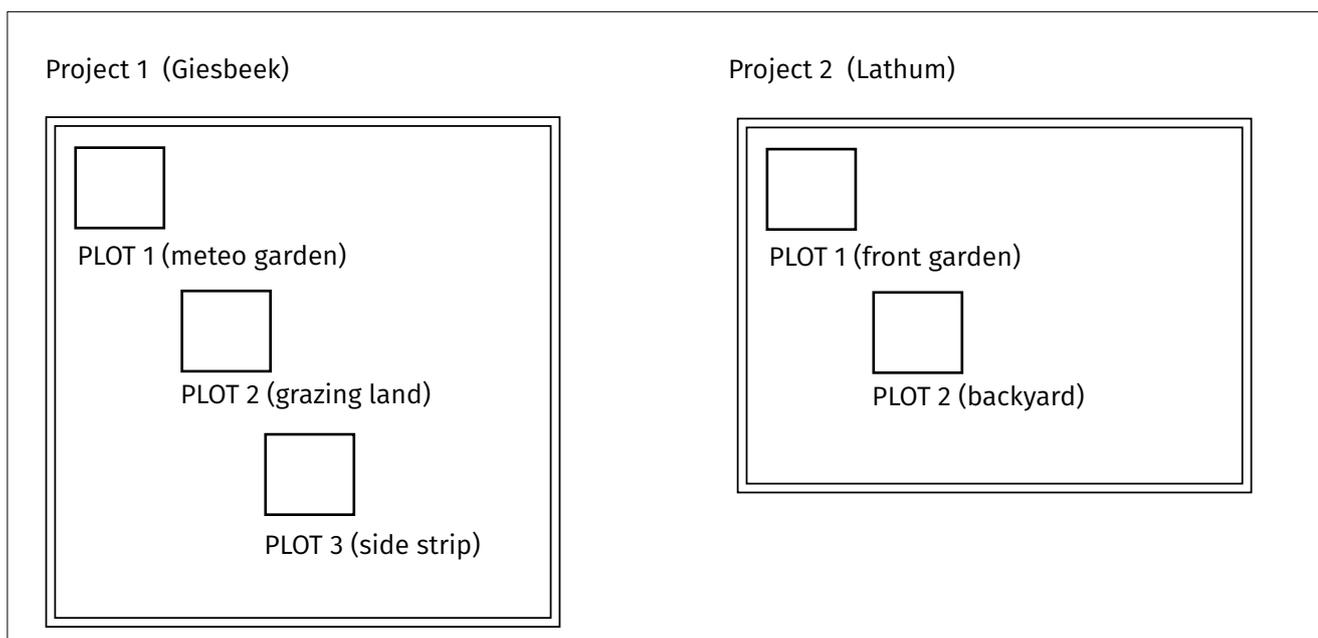 Project 1 (Giesbeek)
PLOT 1 (meteo garden)
PLOT 2 (grazing land)
PLOT 3 (side strip)
Project 2 (Lathum)
PLOT 1 (front garden)
PLOT 2 (backyard)